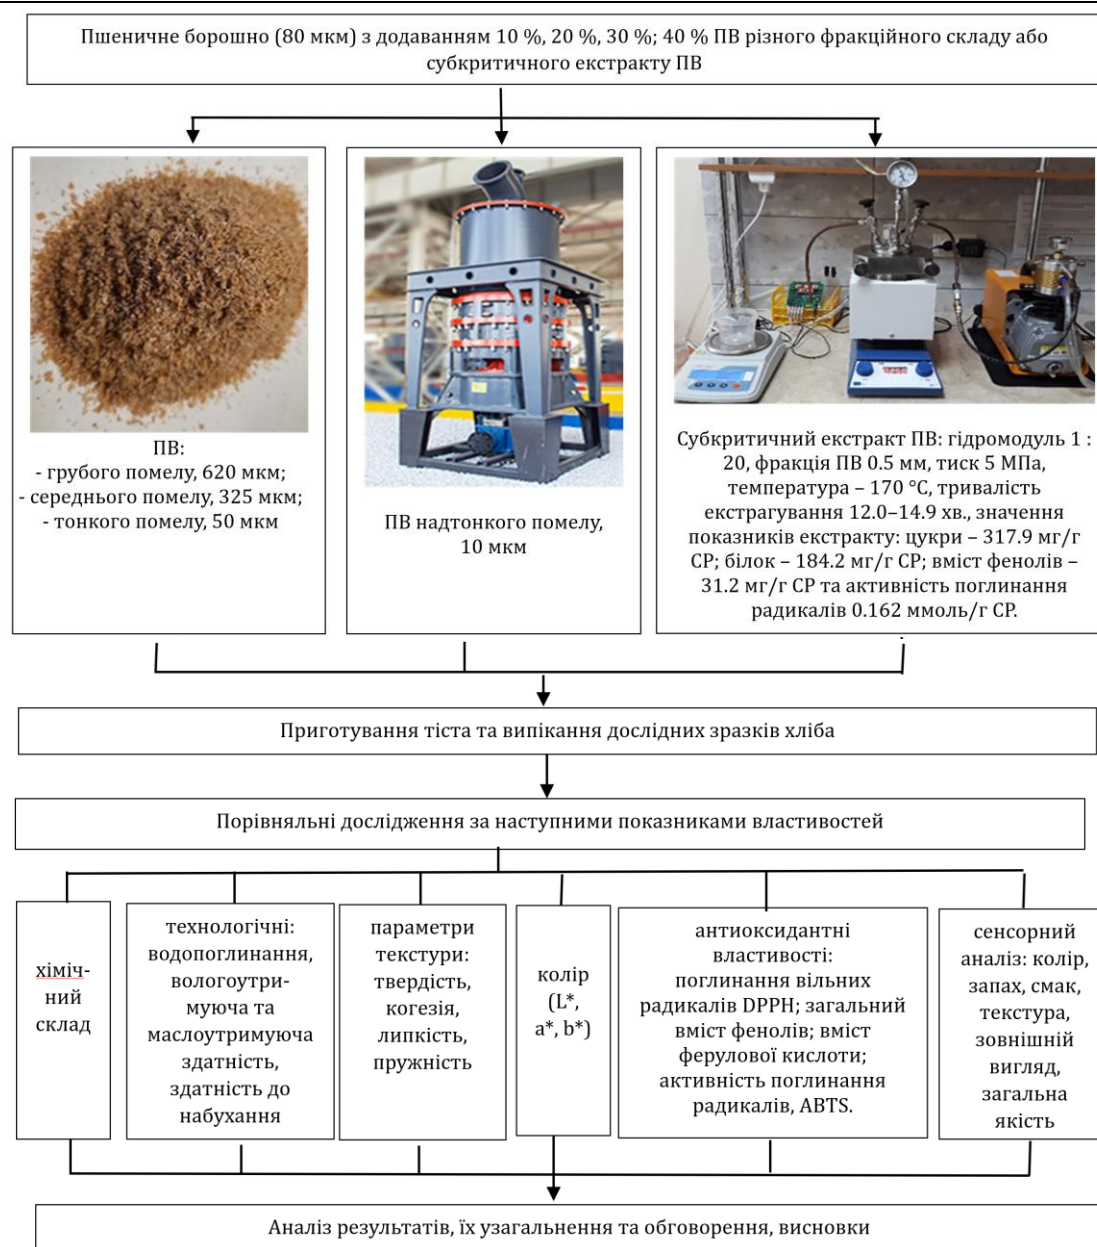 Пшеничне борошно (80 мкм) з додаванням 10 %, 20 %, 30 %; 40 % ПВ різного фракційного складу або
субкритичного екстракту ПВ
ПВ:
- грубого помелу, 620 мкм;
- середнього помелу, 325 мкм;
- тонкого помелу, 50 мкм
ПВ надтонкого помелу,
10 мкм
Субкритичний екстракт ПВ: гідромодуль 1 :
20, фракція ПВ 0.5 мм, тиск 5 МПа,
температура – 170 °C, тривалість
екстрагування 12.0–14.9 хв., значення
показників екстракту: цукри – 317.9 мг/г
СР; білок – 184.2 мг/г СР; вміст фенолів –
31.2 мг/г СР та активність поглинання
радикалів 0.162 ммоль/г СР.
Приготування тіста та випікання дослідних зразків хліба
Порівняльні дослідження за наступними показниками властивостей
хіміч-
ний
склад
технологічні:
водопоглинання,
вологоутри-
муюча та
маслоутримуюча
здатність,
здатність до
набухання
параметри
текстури:
твердість,
когезія,
липкість,
пружність
колір
(L*,
a*, b*)
антиоксидантні
властивості:
поглинання вільних
радикалів DPPH; загальний
вміст фенолів; вміст
ферулової кислоти;
активність поглинання
радикалів, ABTS.
сенсорний
аналіз: колір,
запах, смак,
текстура,
зовнішній
вигляд,
загальна
якість
Аналіз результатів, їх узагальнення та обговорення, висновки